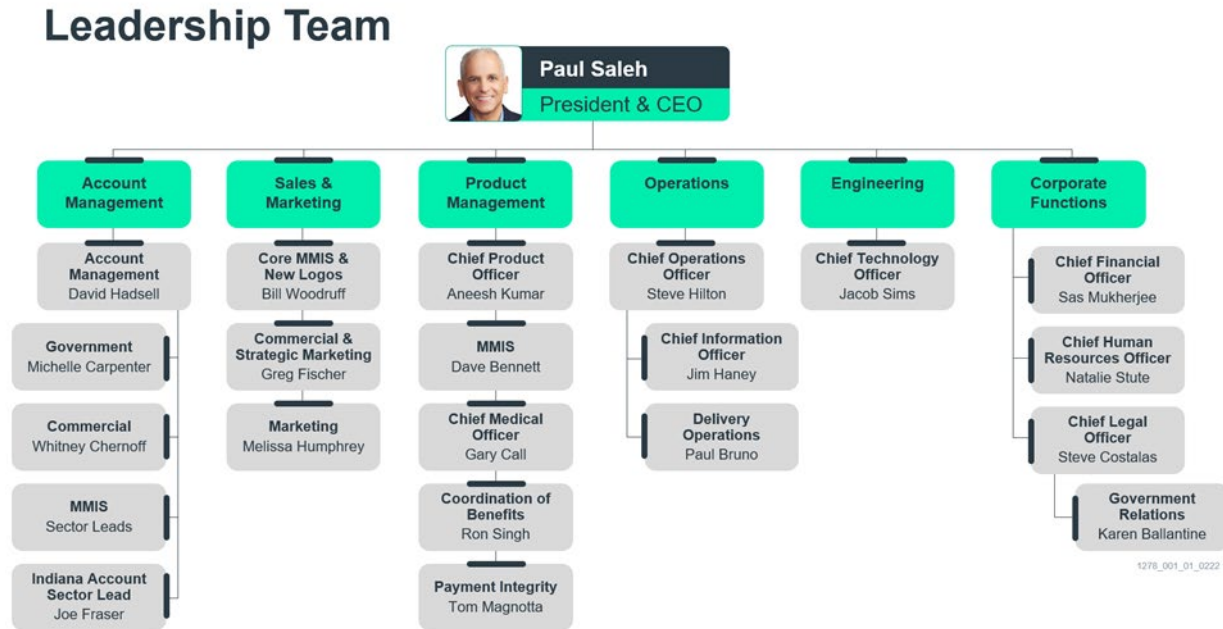 Leadership Team
Paul Saleh
President & CEO
Account
Management
Sales &
Marketing
Product
Management
Operations
Engineering
Corporate
Functions
Account
Management
David Hadsell
Government
Michelle Carpenter
Commercial
Whitney Chernoff
MMIS
Sector Leads
Indiana Account
Sector Lead
Joe Fraser
Core MMIS &
New Logos
Bill Woodruff
Commercial &
Strategic Marketing
Greg Fischer
Marketing
Melissa Humphrey
Chief Product
Officer
Aneesh Kumar
MMIS
Dave Bennett
Chief Medical
Officer
Gary Call
Coordination of
Benefits
Ron Singh
Payment Integrity
Tom Magnotta
Chief Operations
Officer
Steve Hilton
Chief Information
Officer
Jim Haney
Delivery
Operations
Paul Bruno
Chief Technology
Officer
Jacob Sims
Chief Financial
Officer
Sas Mukherjee
Chief Human
Resources Officer
Natalie Stute
Chief Legal
Officer
Steve Costalas
Government
Relations
Karen Ballantine
1278_001_01_0222